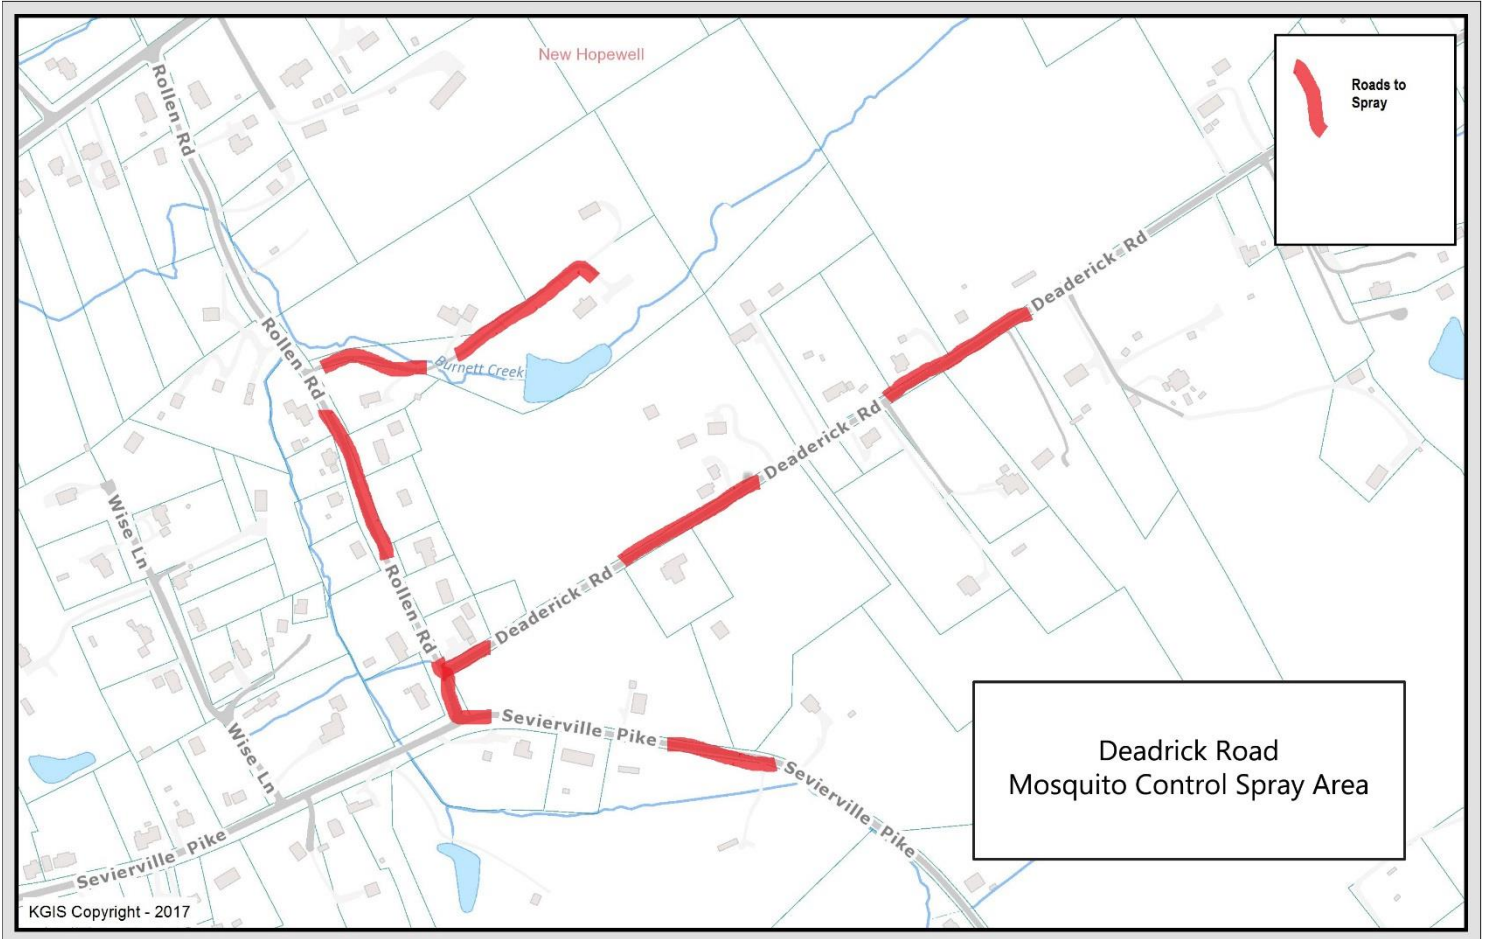 New Hopewell
Roads to
Spray
Rollen Rd
Deaderick Rd
Rollen Rd
Burnett Creek
Deaderick Rd
Wise Ln
Rollen Rd
Deaderick Rd
Sevierville Pike
Wise Ln
Sevierville Pike
Sevierville Pike
Deadrick Road
Mosquito Control Spray Area
KGIS Copyright - 2017